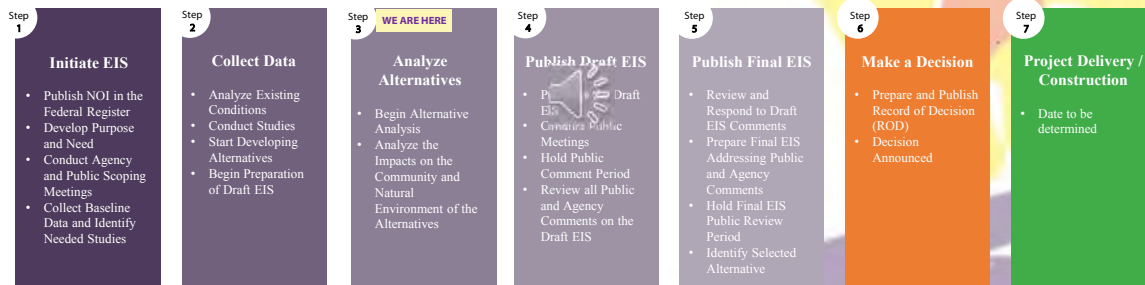 Step
1
Initiate EIS
• Publish NOI in the
Federal Register
• Develop Purpose
and Need
• Conduct Agency
and Public Scoping
Meetings
• Collect Baseline
Data and Identify
Needed Studies
Step
2
Collect Data
• Analyze Existing
Conditions
• Conduct Studies
• Start Developing
Alternatives
• Begin Preparation
of Draft EIS
Step
3
WE ARE HERE
Analyze
Alternatives
• Begin Alternative
Analysis
• Analyze the
Impacts on the
Community and
Natural
Environment of the
Alternatives
Step
4
Publish Draft EIS
• Draft
EIS
• Conduct Public
Meetings
• Hold Public
Comment Period
• Review all Public
and Agency
Comments on the
Draft EIS
Step
5
Publish Final EIS
• Review and
Respond to Draft
EIS Comments
• Prepare Final EIS
Addressing Public
and Agency
Comments
• Hold Final EIS
Public Review
Period
• Identify Selected
Alternative
Step
6
Make a Decision
• Prepare and Publish
Record of Decision
(ROD)
• Decision
Announced
Step
7
Project Delivery /
Construction
• Date to be
determined